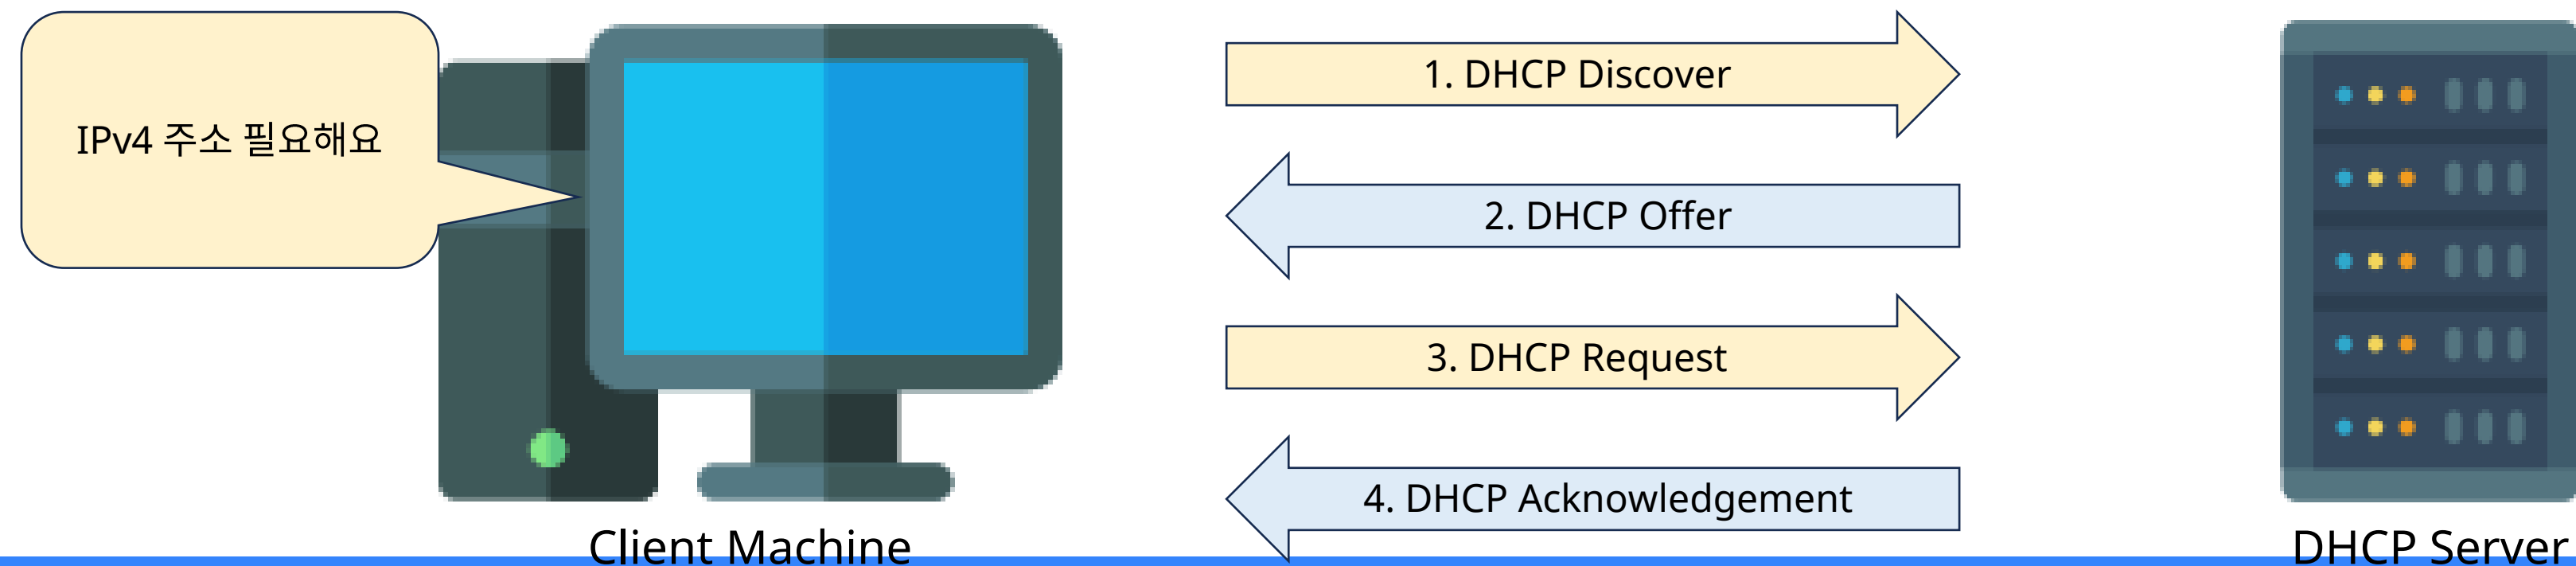 IPv4 주소 필요해요
1. DHCP Discover
2. DHCP Offer
3. DHCP Request
4. DHCP Acknowledgement
Client Machine
DHCP Server